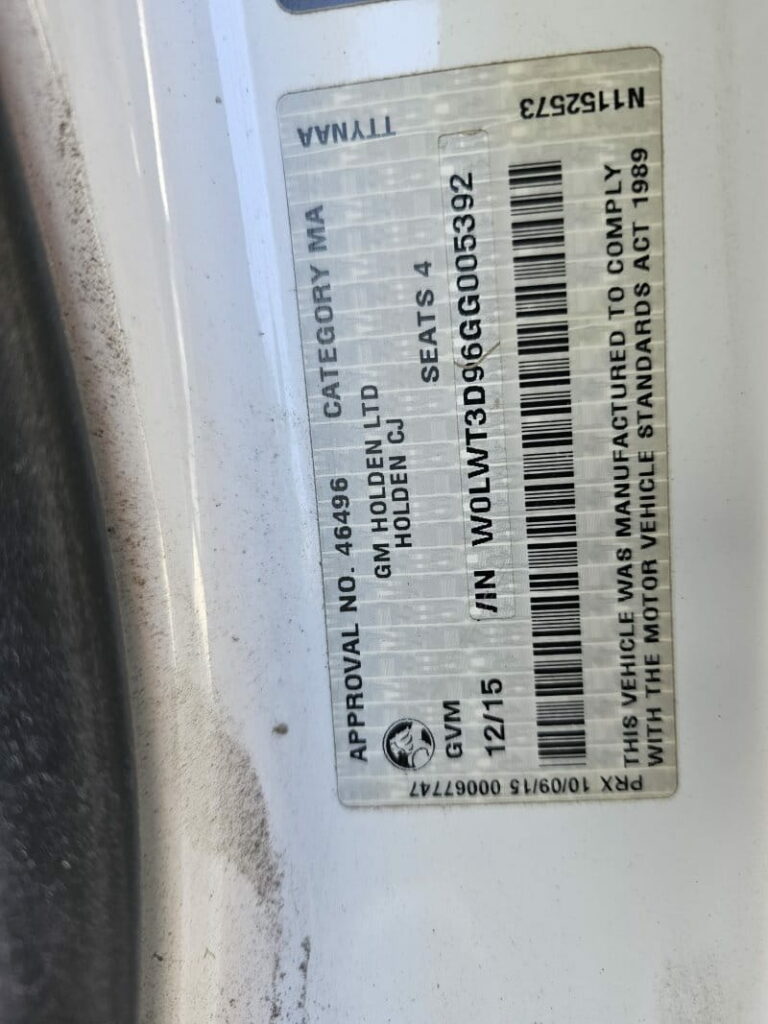 APPROVAL NO. 46496 CATEGORY MA
TTYNAA
GM HOLDEN LTD
HOLDEN CJ
GVM SEATS 4
12/15 /IN W0LWT3D96GG005392
THIS VEHICLE WAS MANUFACTURED TO COMPLY
WITH THE MOTOR VEHICLE STANDARDS ACT 1989
PRX 10/09/15 00067747
N1152573